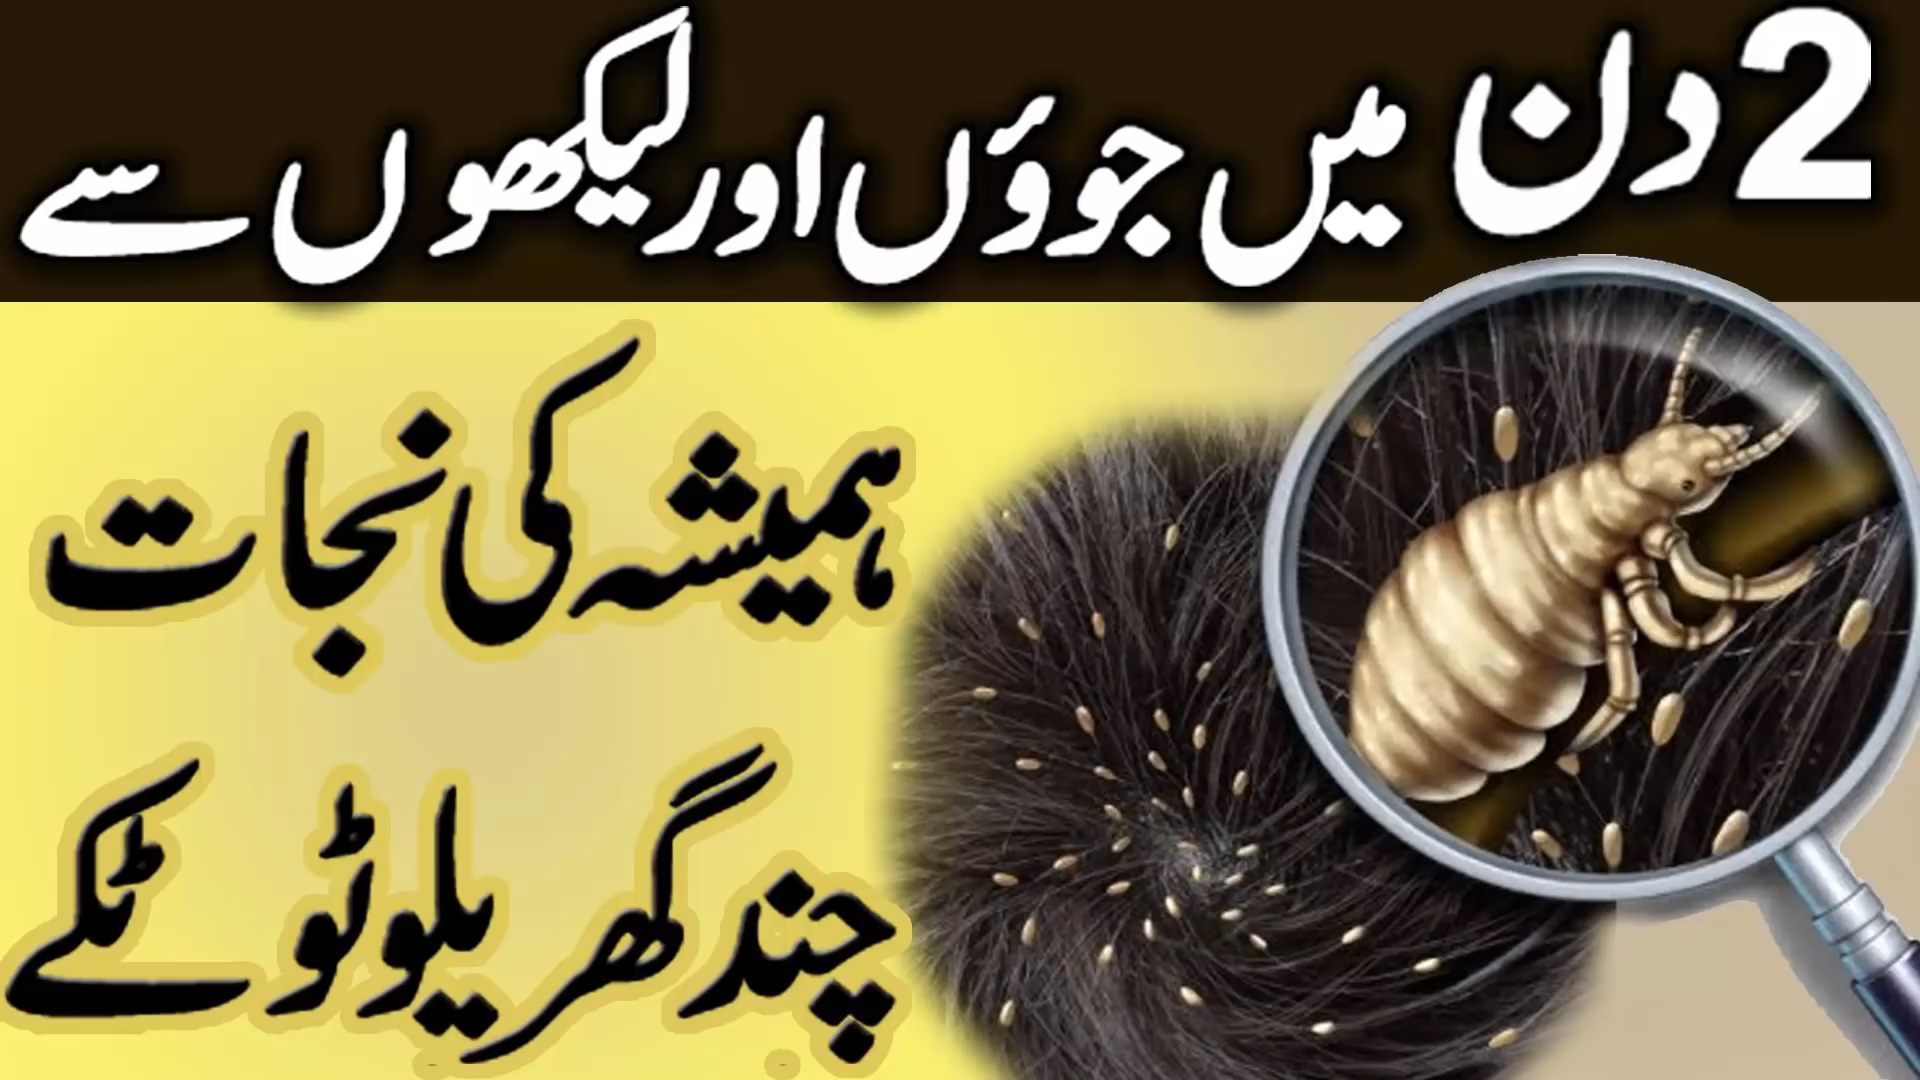 2 دن میں جوؤں اور لیکھوں سے
ہمیشہ کی نجات
چند گھریلو ٹوٹکے